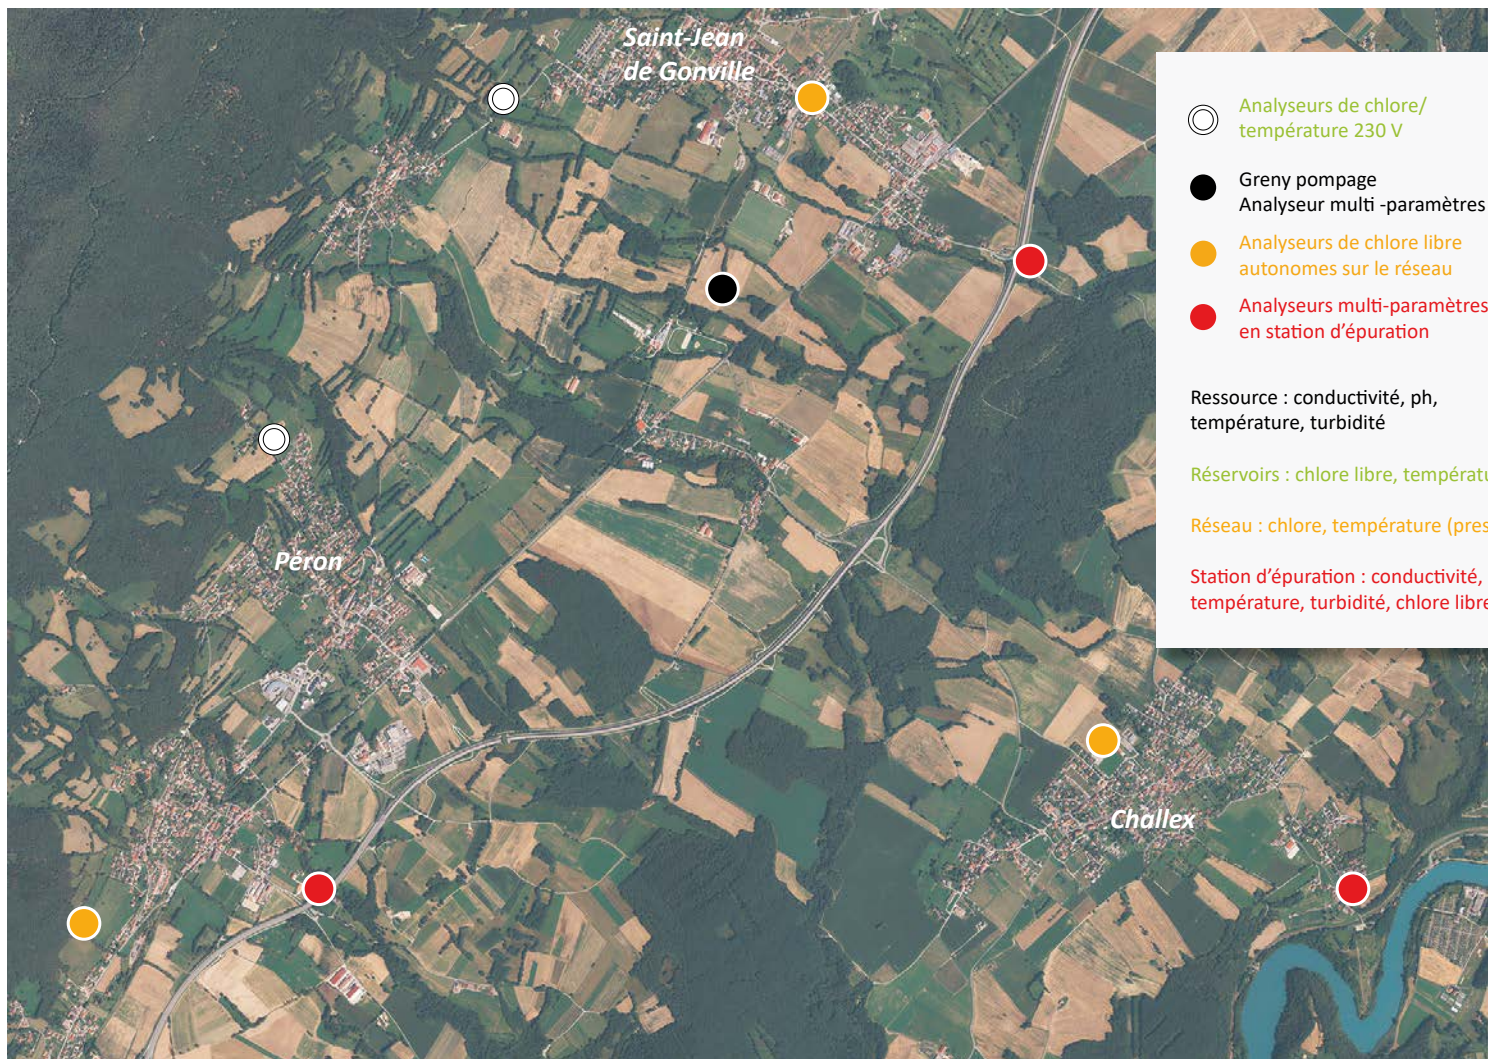 Saint-Jean
de Gonville
Péron
Challex
Analyseurs de chlore/
température 230 V
Greny pompage
Analyseur multi -paramètres
Analyseurs de chlore libre
autonomes sur le réseau
Analyseurs multi-paramètres
en station d'épuration
Ressource : conductivité, ph,
température, turbidité
Réservoirs : chlore libre, températu
Réseau : chlore, température (pres
Station d'épuration : conductivité,
température, turbidité, chlore libre